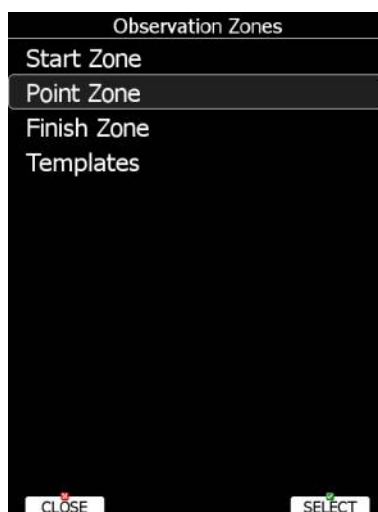 Observation Zones
Start Zone
Point Zone
Finish Zone
Templates
CLOSE SELECT